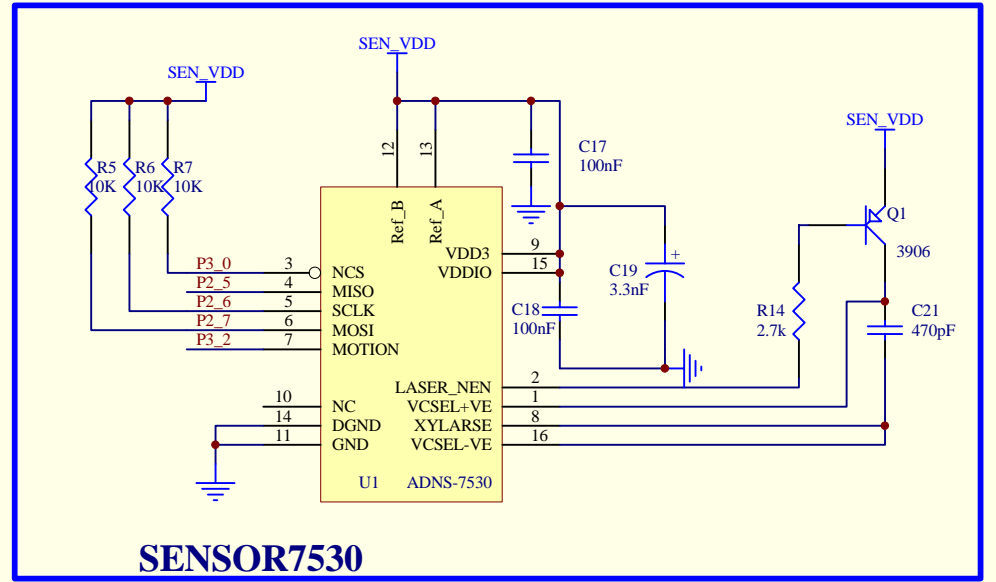 SEN_VDD
SEN_VDD
SEN_VDD
R5
10K
R6
10K
R7
10K
C17
100nF
12
13
Ref_B
Ref_A
Q1
3906
P3_0
3
NCS
P2_5
4
MISO
P2_6
5
SCLK
P2_7
6
MOSI
P3_2
7
MOTION
VDD3
9
VDDIO
15
C19
+
3.3nF
C18
100nF
R14
2.7k
C21
470pF
LASER_NEN
2
VCSEL+VE
1
XYLARSE
8
VCSEL-VE
16
10
NC
14
DGND
11
GND
U1
ADNS-7530
SENSOR7530